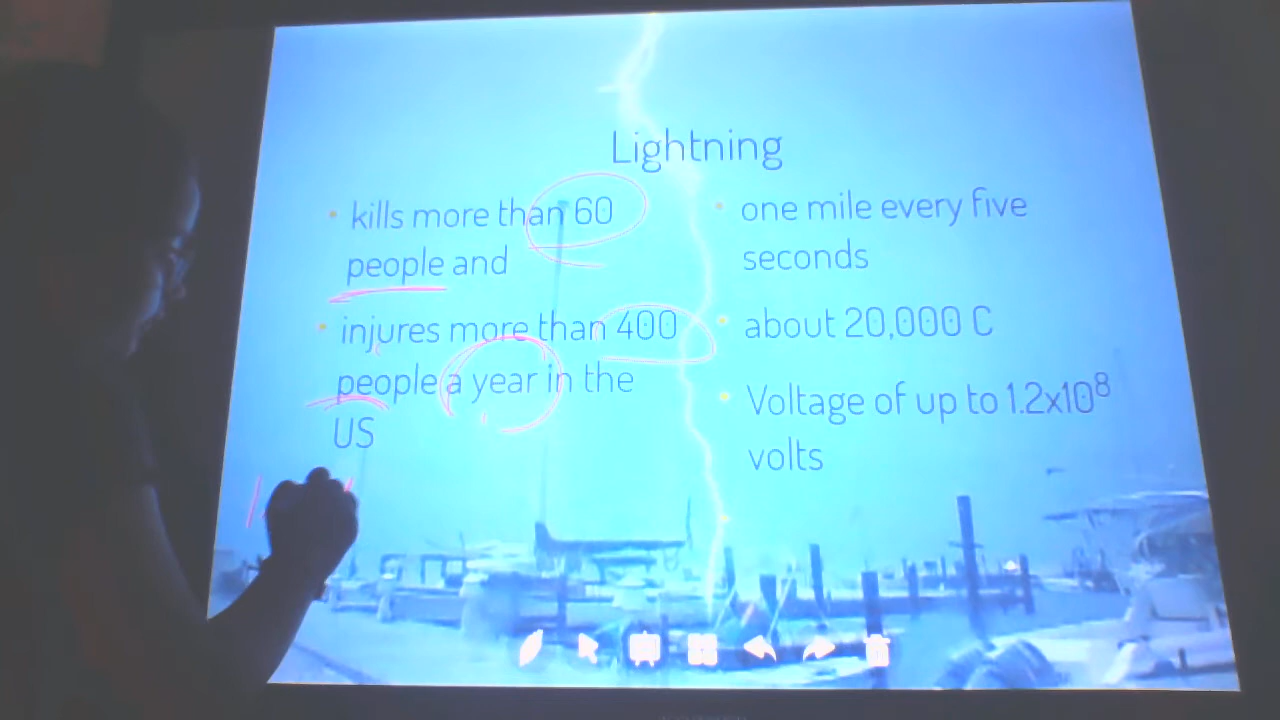 Lightning
kills more than 60
people and
injures more than 400
people a year in the
US
one mile every five
seconds
about 20,000 C
Voltage of up to 1.2x10⁸
volts